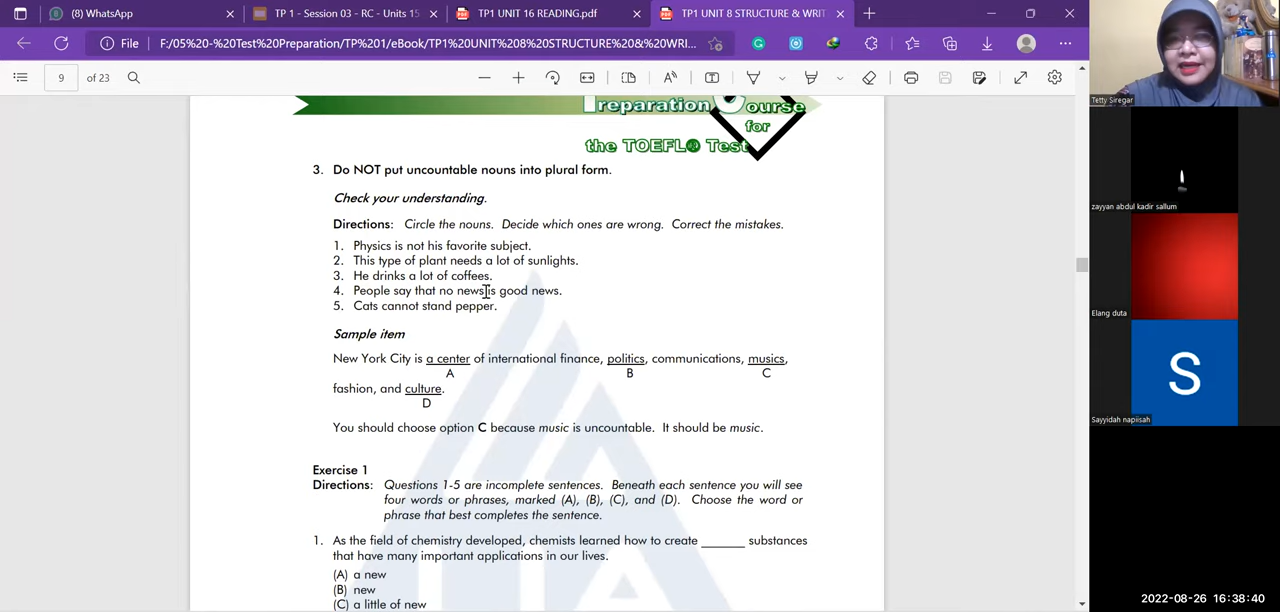 (8) WhatsApp
TP 1 - Session 03 - RC - Units 15
TP1 UNIT 16 READING.pdf
TP1 UNIT 8 STRUCTURE & WRIT
File
F:/05%20-%20Test%20Preparation/TP%201/eBook/TP1%20UNIT%208%20STRUCTURE%20&%20WRI...
9 of 23
Preparation Course
for
the TOEFL® Test
3. Do NOT put uncountable nouns into plural form.
Check your understanding.
Directions: Circle the nouns. Decide which ones are wrong. Correct the mistakes.
1. Physics is not his favorite subject.
2. This type of plant needs a lot of sunlights.
3. He drinks a lot of coffees.
4. People say that no news is good news.
5. Cats cannot stand pepper.
Sample item
New York City is a center of international finance, politics, communications, musics,
A B C
fashion, and culture.
D
You should choose option C because music is uncountable. It should be music.
Exercise 1
Directions: Questions 1-5 are incomplete sentences. Beneath each sentence you will see
four words or phrases, marked (A), (B), (C), and (D). Choose the word or
phrase that best completes the sentence.
1. As the field of chemistry developed, chemists learned how to create _______ substances
that have many important applications in our lives.
(A) a new
(B) new
(C) a little of new
Tetty Siregar
zayyan abdul kadir sallum
Elang duta
S
Sayyidah napiisah
2022-08-26 16:38:40